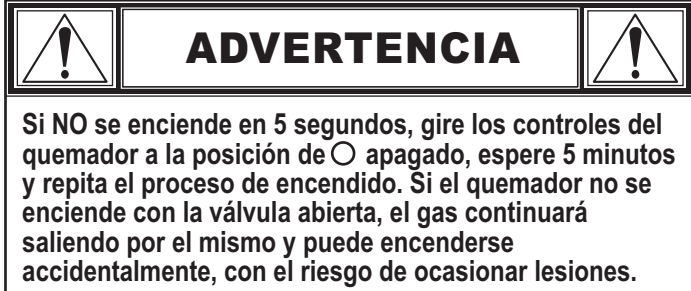 ADVERTENCIA
Si NO se enciende en 5 segundos, gire los controles del
quemador a la posición de O apagado, espere 5 minutos
y repita el proceso de encendido. Si el quemador no se
enciende con la válvula abierta, el gas continuará
saliendo por el mismo y puede encenderse
accidentalmente, con el riesgo de ocasionar lesiones.